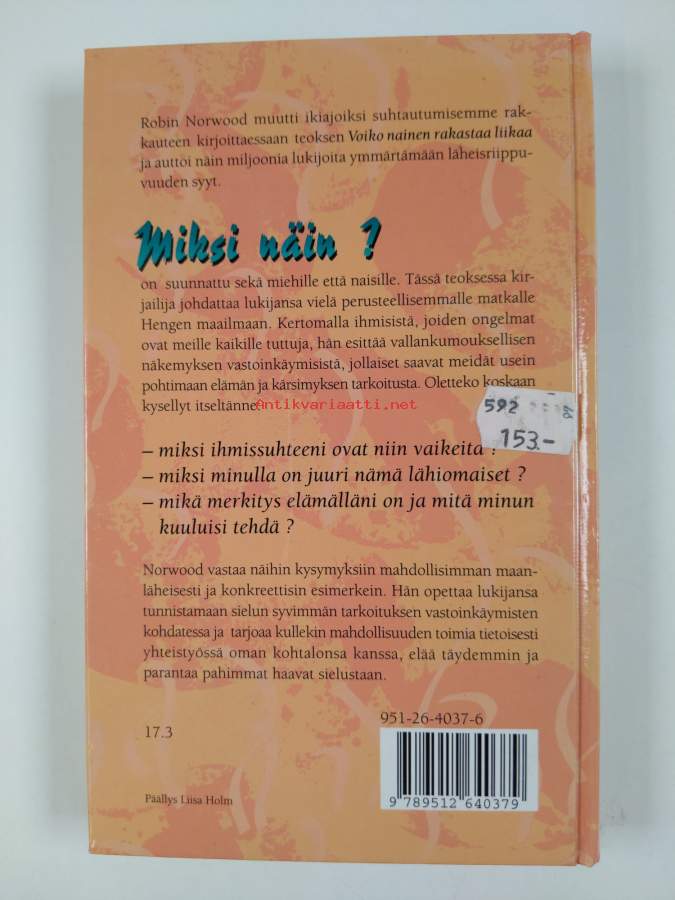 Robin Norwood muutti ikiajoiksi suhtautumisemme rak-
kauteen kirjoittaessaan teoksen Voiko nainen rakastaa liikaa
ja auttoi näin miljoonia lukijoita ymmärtämään läheisriippu-
vuuden syyt.
Miksi näin ?
on suunnattu sekä miehille että naisille. Tässä teoksessa kir-
jailija johdattaa lukijansa vielä perusteellisemmalle matkalle
Hengen maailmaan. Kertomalla ihmisistä, joiden ongelmat
ovat meille kaikille tuttuja, hän esittää vallankumouksellisen
näkemyksen vastoinkäymisistä, jollaiset saavat meidät usein
pohtimaan elämän ja kärsimyksen tarkoitusta. Oletteko koskaan
kysellyt itseltänne
Antikvariaatti.net
592
153.-
– miksi ihmissuhteeni ovat niin vaikeita ?
– miksi minulla on juuri nämä lähiomaiset ?
– mikä merkitys elämälläni on ja mitä minun
kuuluisi tehdä ?
Norwood vastaa näihin kysymyksiin mahdollisimman maan-
läheisesti ja konkreettisin esimerkein. Hän opettaa lukijansa
tunnistamaan sielun syvimmän tarkoituksen vastoinkäymisten
kohdatessa ja tarjoaa kullekin mahdollisuuden toimia tietoisesti
yhteistyössä oman kohtalonsa kanssa, elää täydemmin ja
parantaa pahimmat haavat sielustaan.
17.3
951-26-4037-6
9 789512 640379
Päällys Liisa Holm